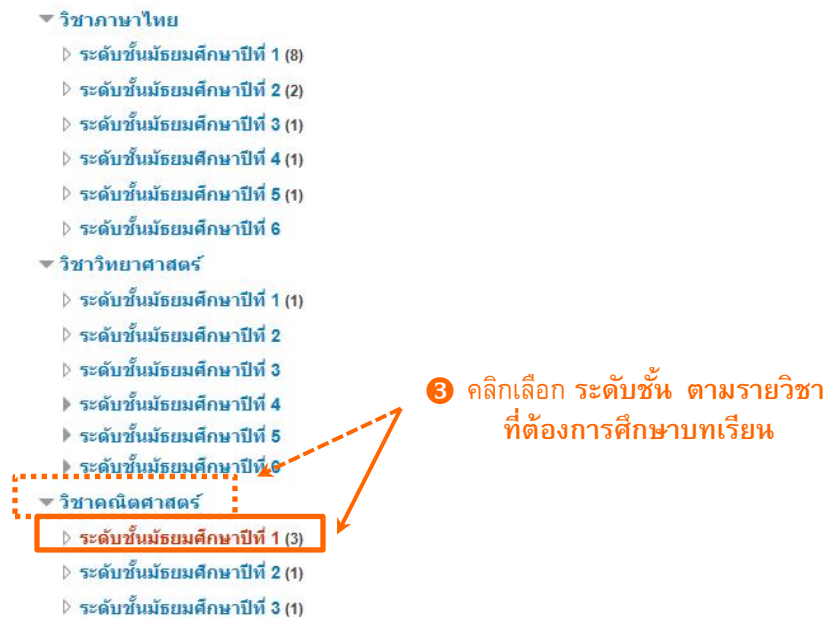 วิชาภาษาไทย
ระดับชั้นมัธยมศึกษาปีที่ 1 (8)
ระดับชั้นมัธยมศึกษาปีที่ 2 (2)
ระดับชั้นมัธยมศึกษาปีที่ 3 (1)
ระดับชั้นมัธยมศึกษาปีที่ 4 (1)
ระดับชั้นมัธยมศึกษาปีที่ 5 (1)
ระดับชั้นมัธยมศึกษาปีที่ 6
วิชาวิทยาศาสตร์
ระดับชั้นมัธยมศึกษาปีที่ 1 (1)
ระดับชั้นมัธยมศึกษาปีที่ 2
ระดับชั้นมัธยมศึกษาปีที่ 3
ระดับชั้นมัธยมศึกษาปีที่ 4
ระดับชั้นมัธยมศึกษาปีที่ 5
ระดับชั้นมัธยมศึกษาปีที่ 6
วิชาคณิตศาสตร์
ระดับชั้นมัธยมศึกษาปีที่ 1 (3)
ระดับชั้นมัธยมศึกษาปีที่ 2 (1)
ระดับชั้นมัธยมศึกษาปีที่ 3 (1)
❸ คลิกเลือก ระดับชั้น ตามรายวิชา
ที่ต้องการศึกษาบทเรียน